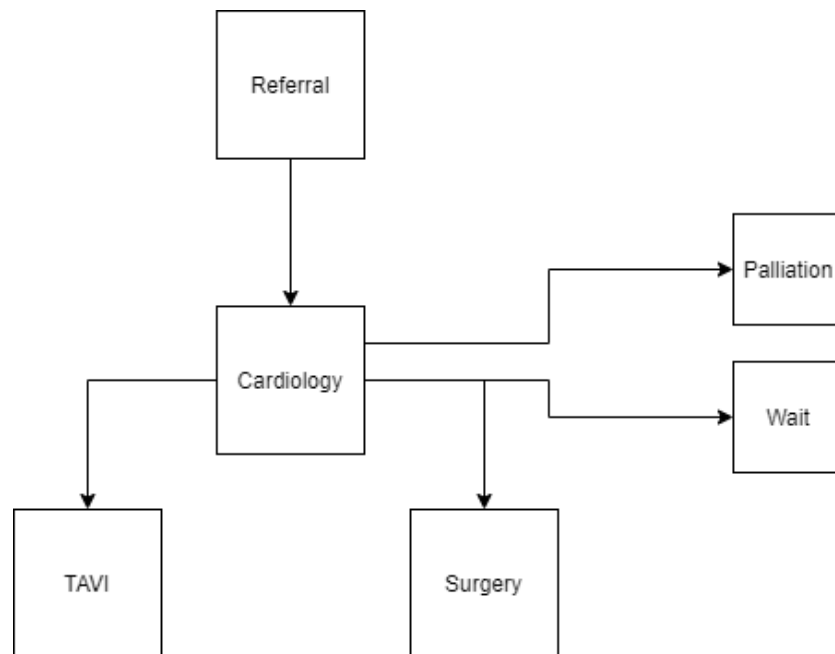 Referral
Palliation
Cardiology
Wait
TAVI
Surgery